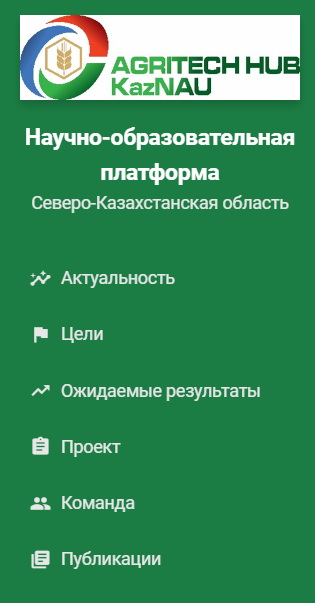 AGRITECH HUB
KazNAU
Научно-образовательная
платформа
Северо-Казахстанская область
Актуальность
Цели
Ожидаемые результаты
Проект
Команда
Публикации